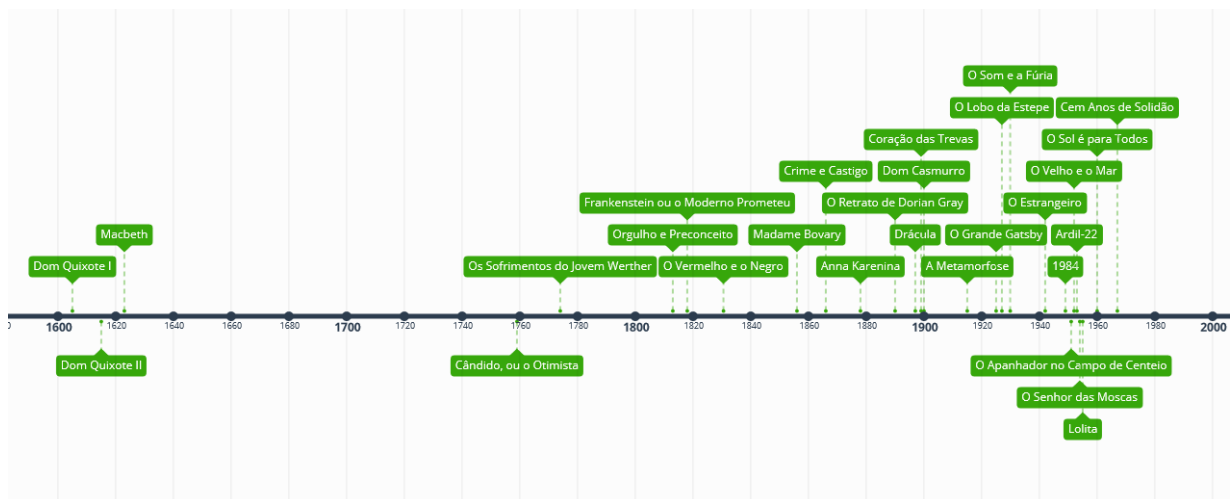 O Som e a Fúria
O Lobo da Estepe
Cem Anos de Solidão
Coração das Trevas
O Sol é para Todos
Crime e Castigo
Dom Casmurro
O Velho e o Mar
Frankenstein ou o Moderno Prometeu
O Retrato de Dorian Gray
O Estrangeiro
Macbeth
Orgulho e Preconceito
Madame Bovary
Drácula
O Grande Gatsby
Ardil-22
Dom Quixote I
Os Sofrimentos do Jovem Werther
O Vermelho e o Negro
Anna Karenina
A Metamorfose
1984
1600 1620 1640 1660 1680 1700 1720 1740 1760 1780 1800 1820 1840 1860 1880 1900 1920 1940 1960 1980 2000
Dom Quixote II
Cândido, ou o Otimista
O Apanhador no Campo de Centeio
O Senhor das Moscas
Lolita